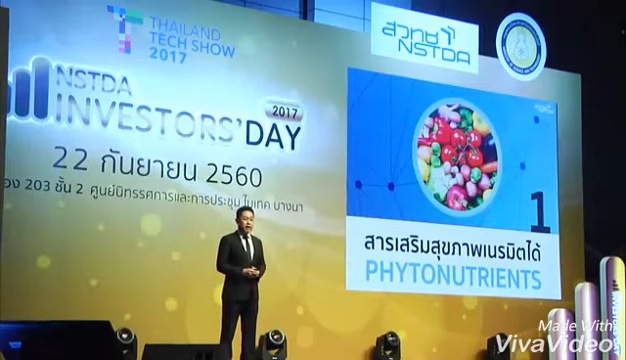 THAILAND
TECH SHOW
2017
NSTDA
INVESTORS' DAY
2017
22 กันยายน 2560
203 ชั้น 2 ศูนย์นิทรรศการและการประชุม ไบเทค บางนา
สวทช
NSTDA
1
สารเสริมสุขภาพเนรมิตได้
PHYTONUTRIENTS
Made With
VivaVideo